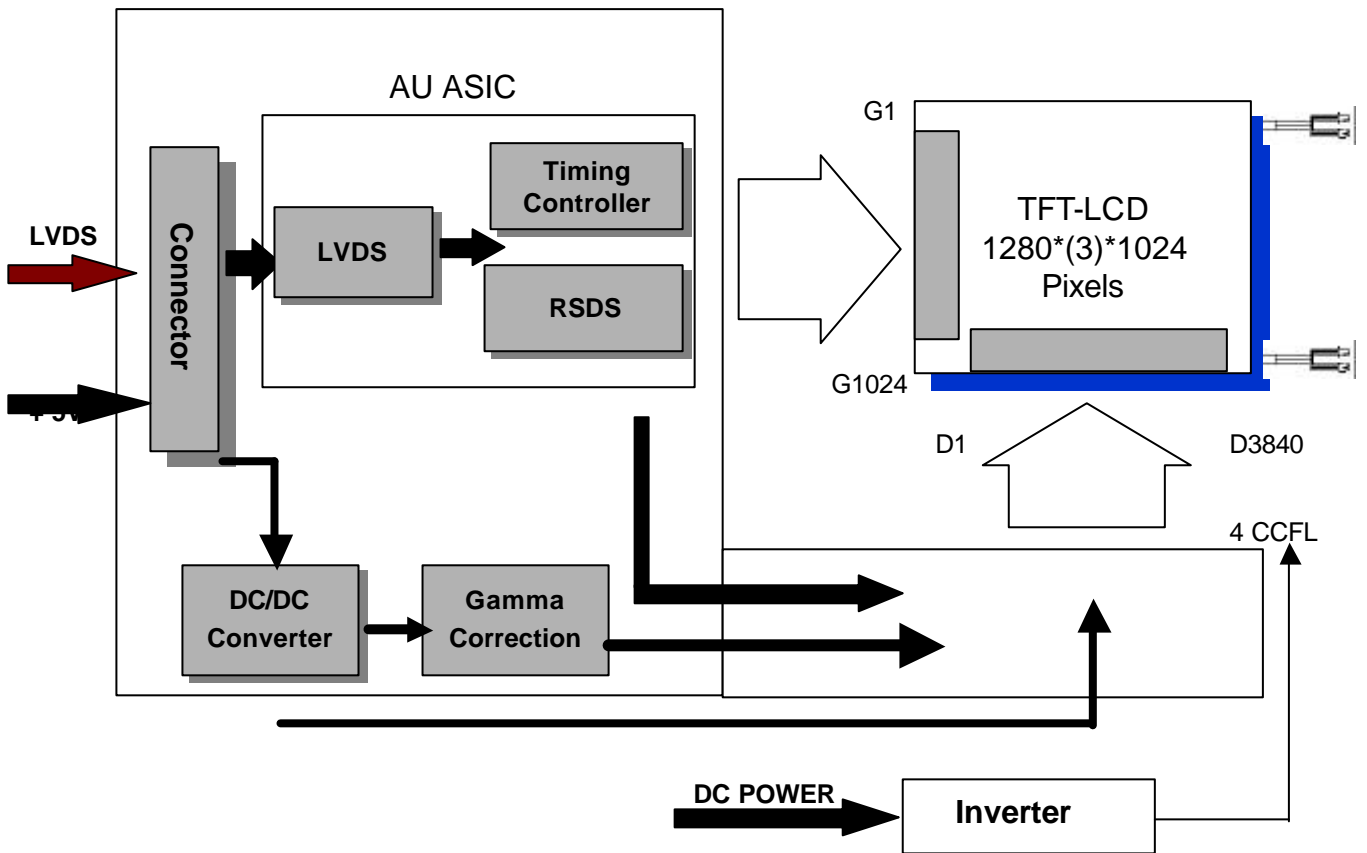 AU ASIC
G1
Timing
Controller
TFT-LCD
1280*(3)*1024
Pixels
LVDS
Connector
LVDS
RSDS
G1024
D1
D3840
4 CCFL
DC/DC
Converter
Gamma
Correction
DC POWER
Inverter